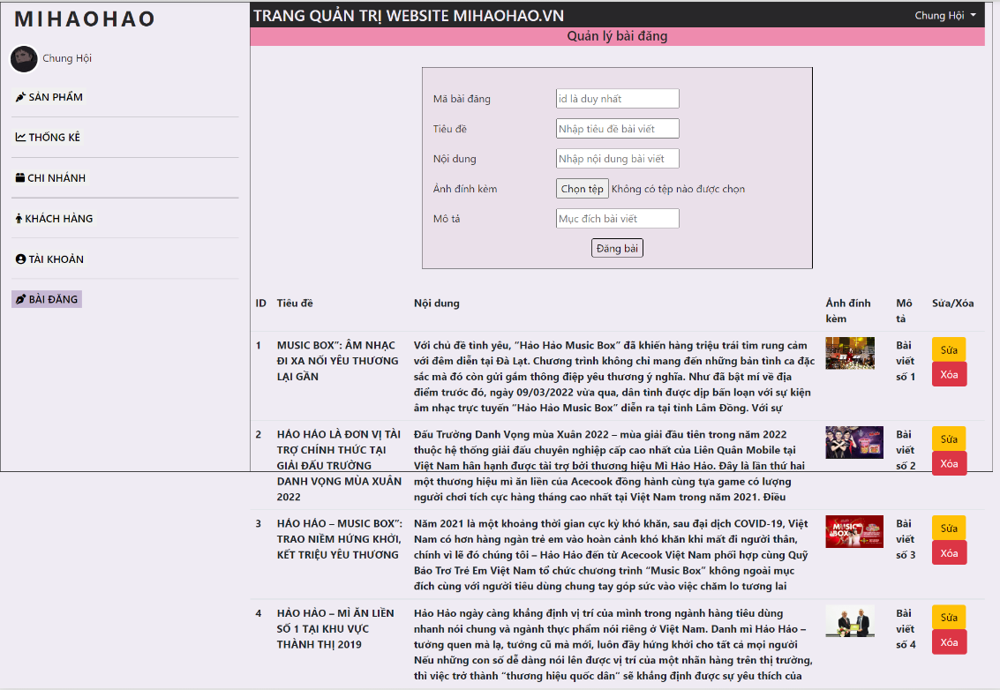 MIHAOHAO
Chung Hội
SẢN PHẨM
THỐNG KÊ
CHI NHÁNH
KHÁCH HÀNG
TÀI KHOẢN
BÀI ĐĂNG
TRANG QUẢN TRỊ WEBSITE MIHAOHAO.VN
Chung Hội
Quản lý bài đăng
Mã bài đăng
id là duy nhất
Tiêu đề
Nhập tiêu đề bài viết
Nội dung
Nhập nội dung bài viết
Ảnh đính kèm
Chọn tệp Không có tệp nào được chọn
Mô tả
Mục đích bài viết
Đăng bài
ID Tiêu đề Nội dung Ảnh đính kèm Mô tả Sửa/Xóa
1
MUSIC BOX”: ÂM NHẠC
ĐI XA NỐI YÊU THƯƠNG
LẠI GẦN
Với chủ đề tình yêu, “Hảo Hảo Music Box” đã khiến hàng triệu trái tim rung cảm
với đêm diễn tại Đà Lạt. Chương trình không chỉ mang đến những bản tình ca đặc
sắc mà đó còn gửi gắm thông điệp yêu thương ý nghĩa. Như đã bật mí về địa
điểm trước đó, ngày 09/03/2022 vừa qua, dân tình được dịp bấn loạn với sự kiện
âm nhạc trực tuyến “Hảo Hảo Music Box” diễn ra tại tỉnh Lâm Đồng. Với sự
Bài
viết
số 1
Sửa
Xóa
2
HẢO HẢO LÀ ĐƠN VỊ TÀI
TRỢ CHÍNH THỨC TẠI
GIẢI ĐẤU TRƯỜNG
DANH VỌNG MÙA XUÂN
2022
Đấu Trường Danh Vọng mùa Xuân 2022 – mùa giải đầu tiên trong năm 2022
thuộc hệ thống giải đấu chuyên nghiệp cấp cao nhất của Liên Quân Mobile tại
Việt Nam hân hạnh được tài trợ bởi thương hiệu Mì Hảo Hảo. Đây là lần thứ hai
một thương hiệu mì ăn liền của Acecook đồng hành cùng tựa game có lượng
người chơi tích cực hàng tháng cao nhất tại Việt Nam trong năm 2021. Điều
Bài
viết
số 2
Sửa
Xóa
3
HẢO HẢO – MUSIC BOX”:
TRAO NIỀM HỨNG KHỞI,
KẾT TRIỆU YÊU THƯƠNG
Năm 2021 là một khoảng thời gian cực kỳ khó khăn, sau đại dịch COVID-19, Việt
Nam có hơn hàng ngàn trẻ em vào hoàn cảnh khó khăn khi mất đi người thân,
chính vì lẽ đó chúng tôi – Hảo Hảo đến từ Acecook Việt Nam phối hợp cùng Quỹ
Bảo Trợ Trẻ Em Việt Nam tổ chức chương trình “Music Box” không ngoài mục
đích cùng với người tiêu dùng chung tay góp sức vào việc chăm lo tương lai
MUSIC
BOX
Bài
viết
số 3
Sửa
Xóa
4
HẢO HẢO – MÌ ĂN LIỀN
SỐ 1 TẠI KHU VỰC
THÀNH THỊ 2019
Hảo Hảo ngày càng khẳng định vị trí của mình trong ngành hàng tiêu dùng
nhanh nói chung và ngành thực phẩm nói riêng ở Việt Nam. Danh mì Hảo Hảo –
tưởng quen mà lạ, tưởng cũ mà mới, luôn đầy hứng khởi cho tất cả mọi người
Nếu những con số dễ dàng nói lên được vị trí của một nhãn hàng trên thị trường,
thì việc trở thành “thương hiệu quốc dân” sẽ khẳng định được sự yêu thích của
Bài
viết
số 4
Sửa
Xóa